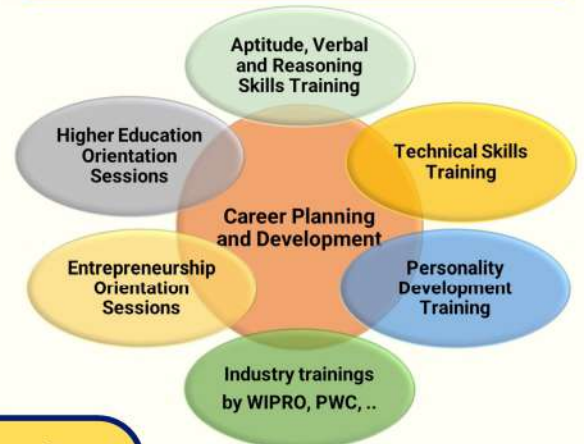 Aptitude, Verbal
and Reasoning
Skills Training
Higher Education
Orientation
Sessions
Technical Skills
Training
Career Planning
and Development
Entrepreneurship
Orientation
Sessions
Personality
Development
Training
Industry trainings
by WIPRO, PWC, ..